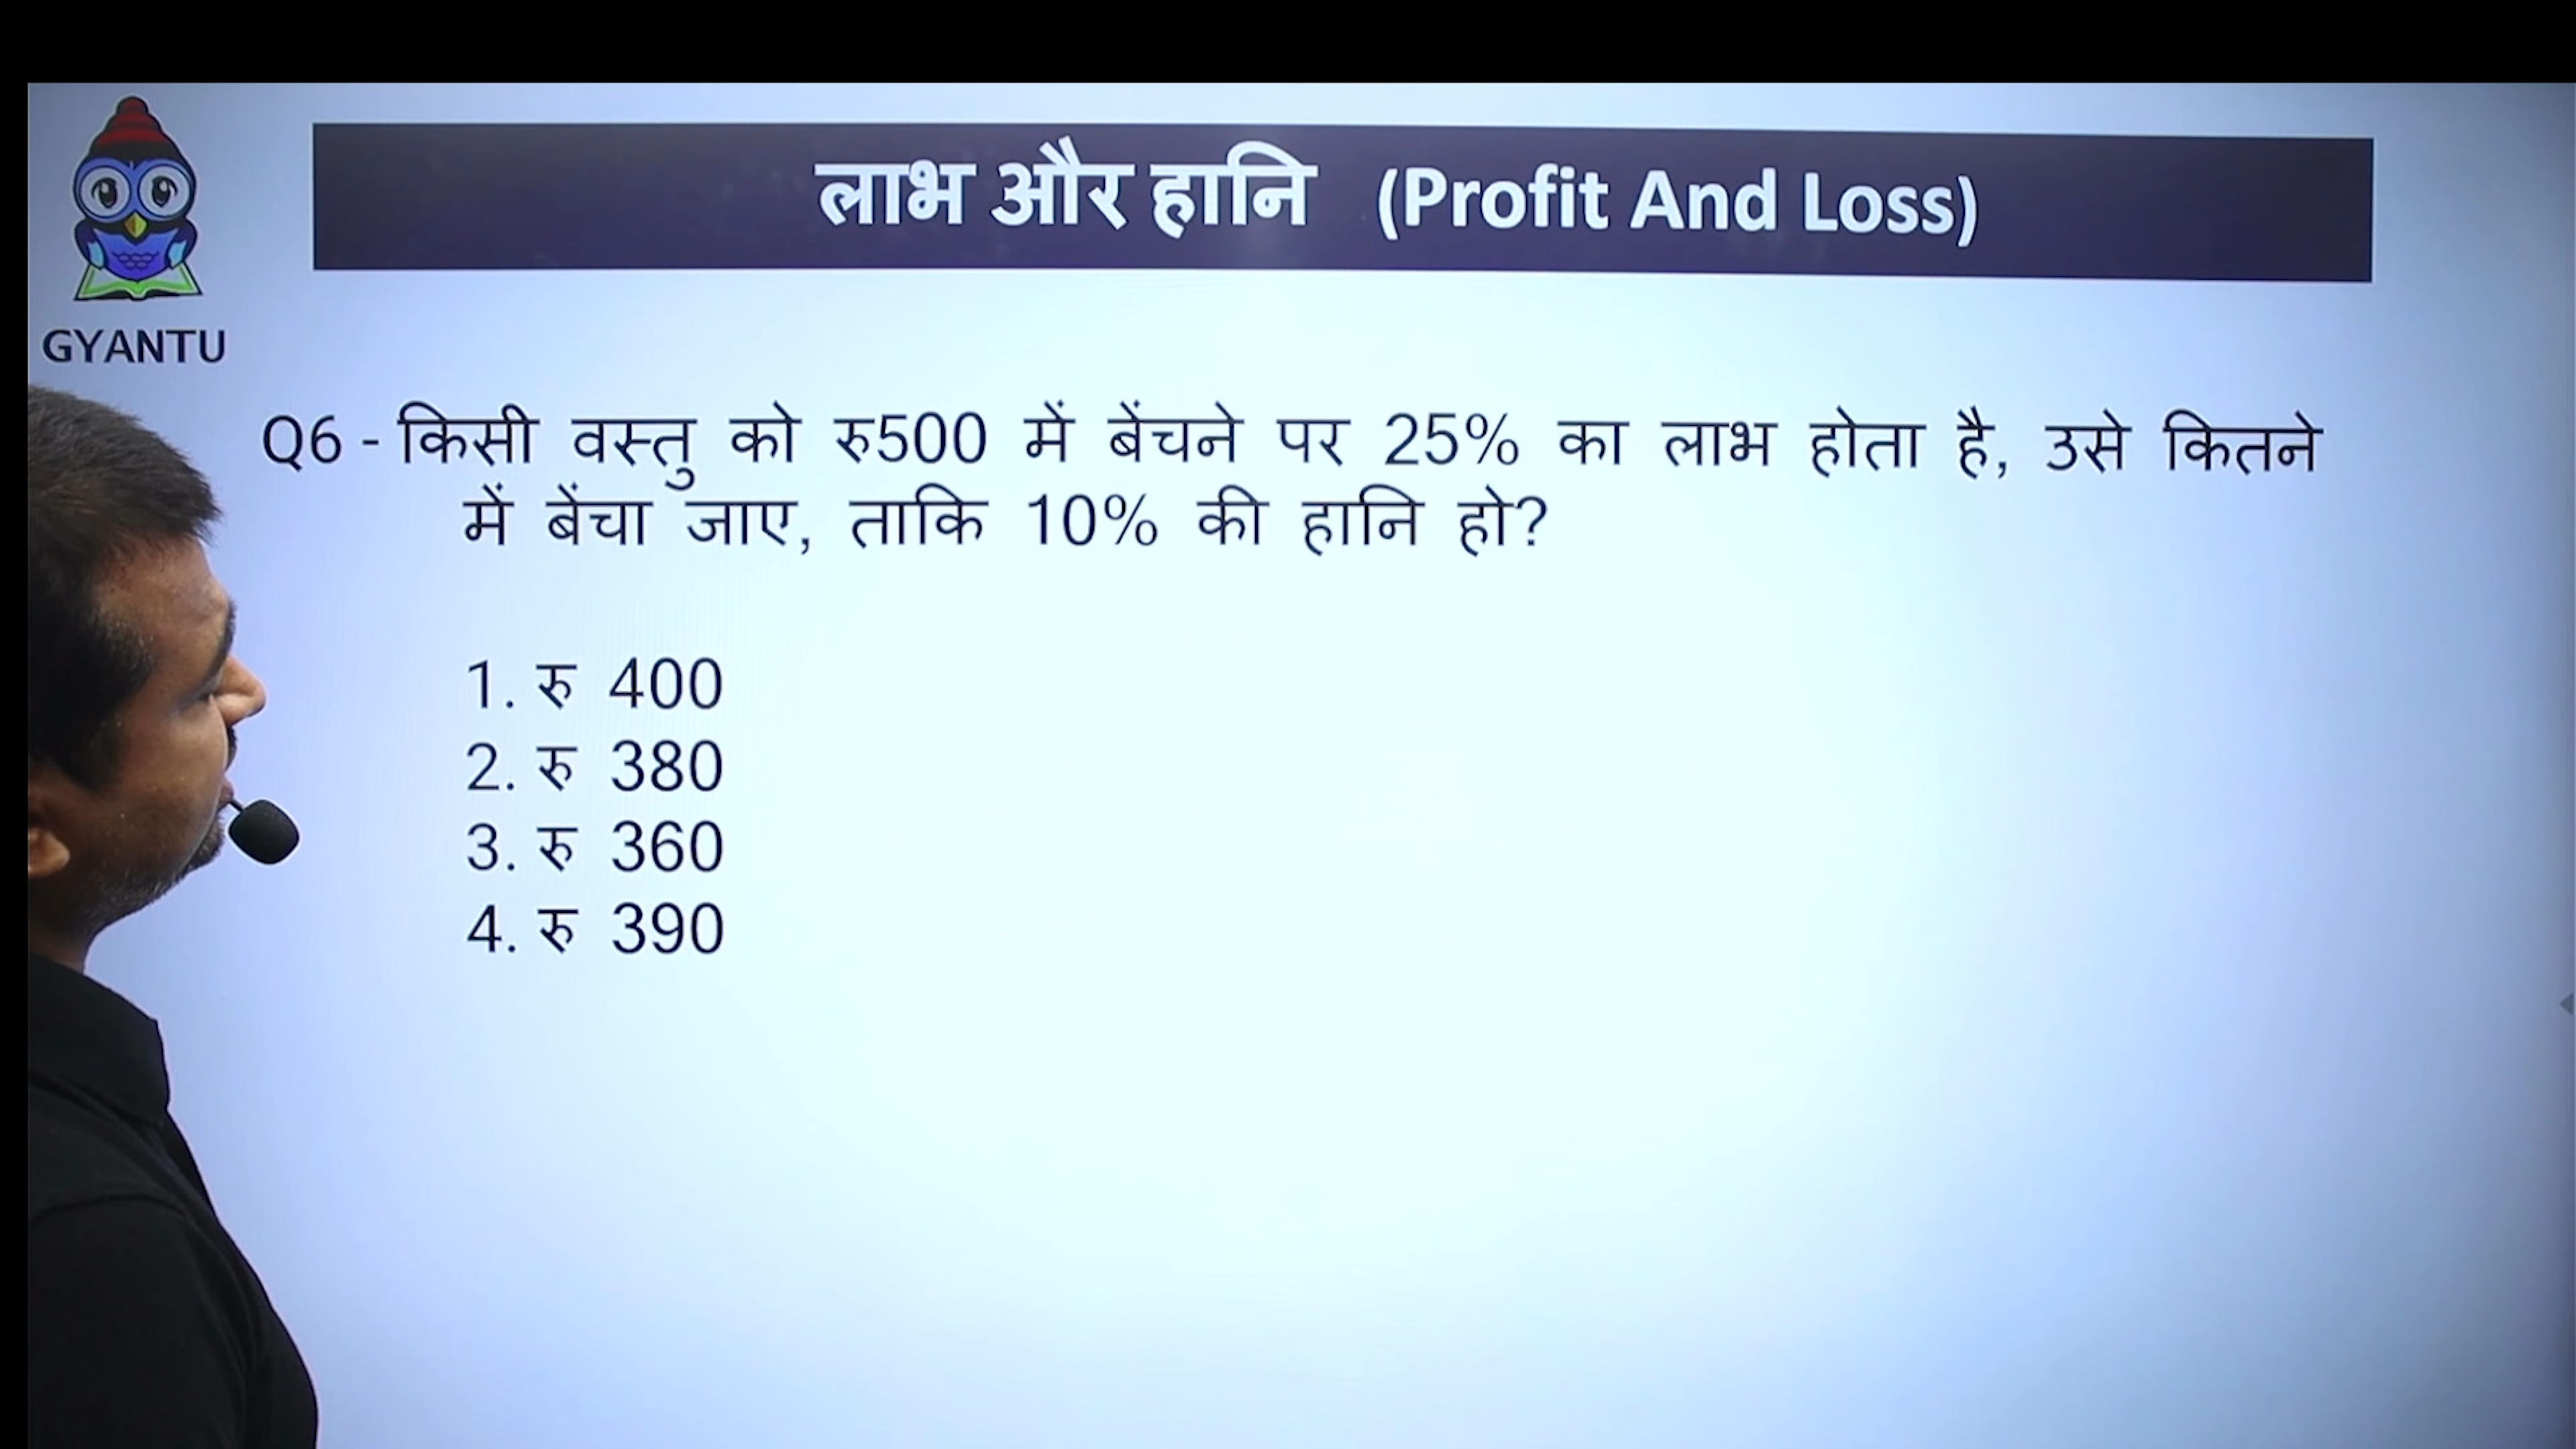 लाभ और हानि (Profit And Loss)
GYANTU
Q6 - किसी वस्तु को रु500 में बेंचने पर 25% का लाभ होता है, उसे कितने
में बेंचा जाए, ताकि 10% की हानि हो?
1. रु 400
2. रु 380
3. रु 360
4. रु 390